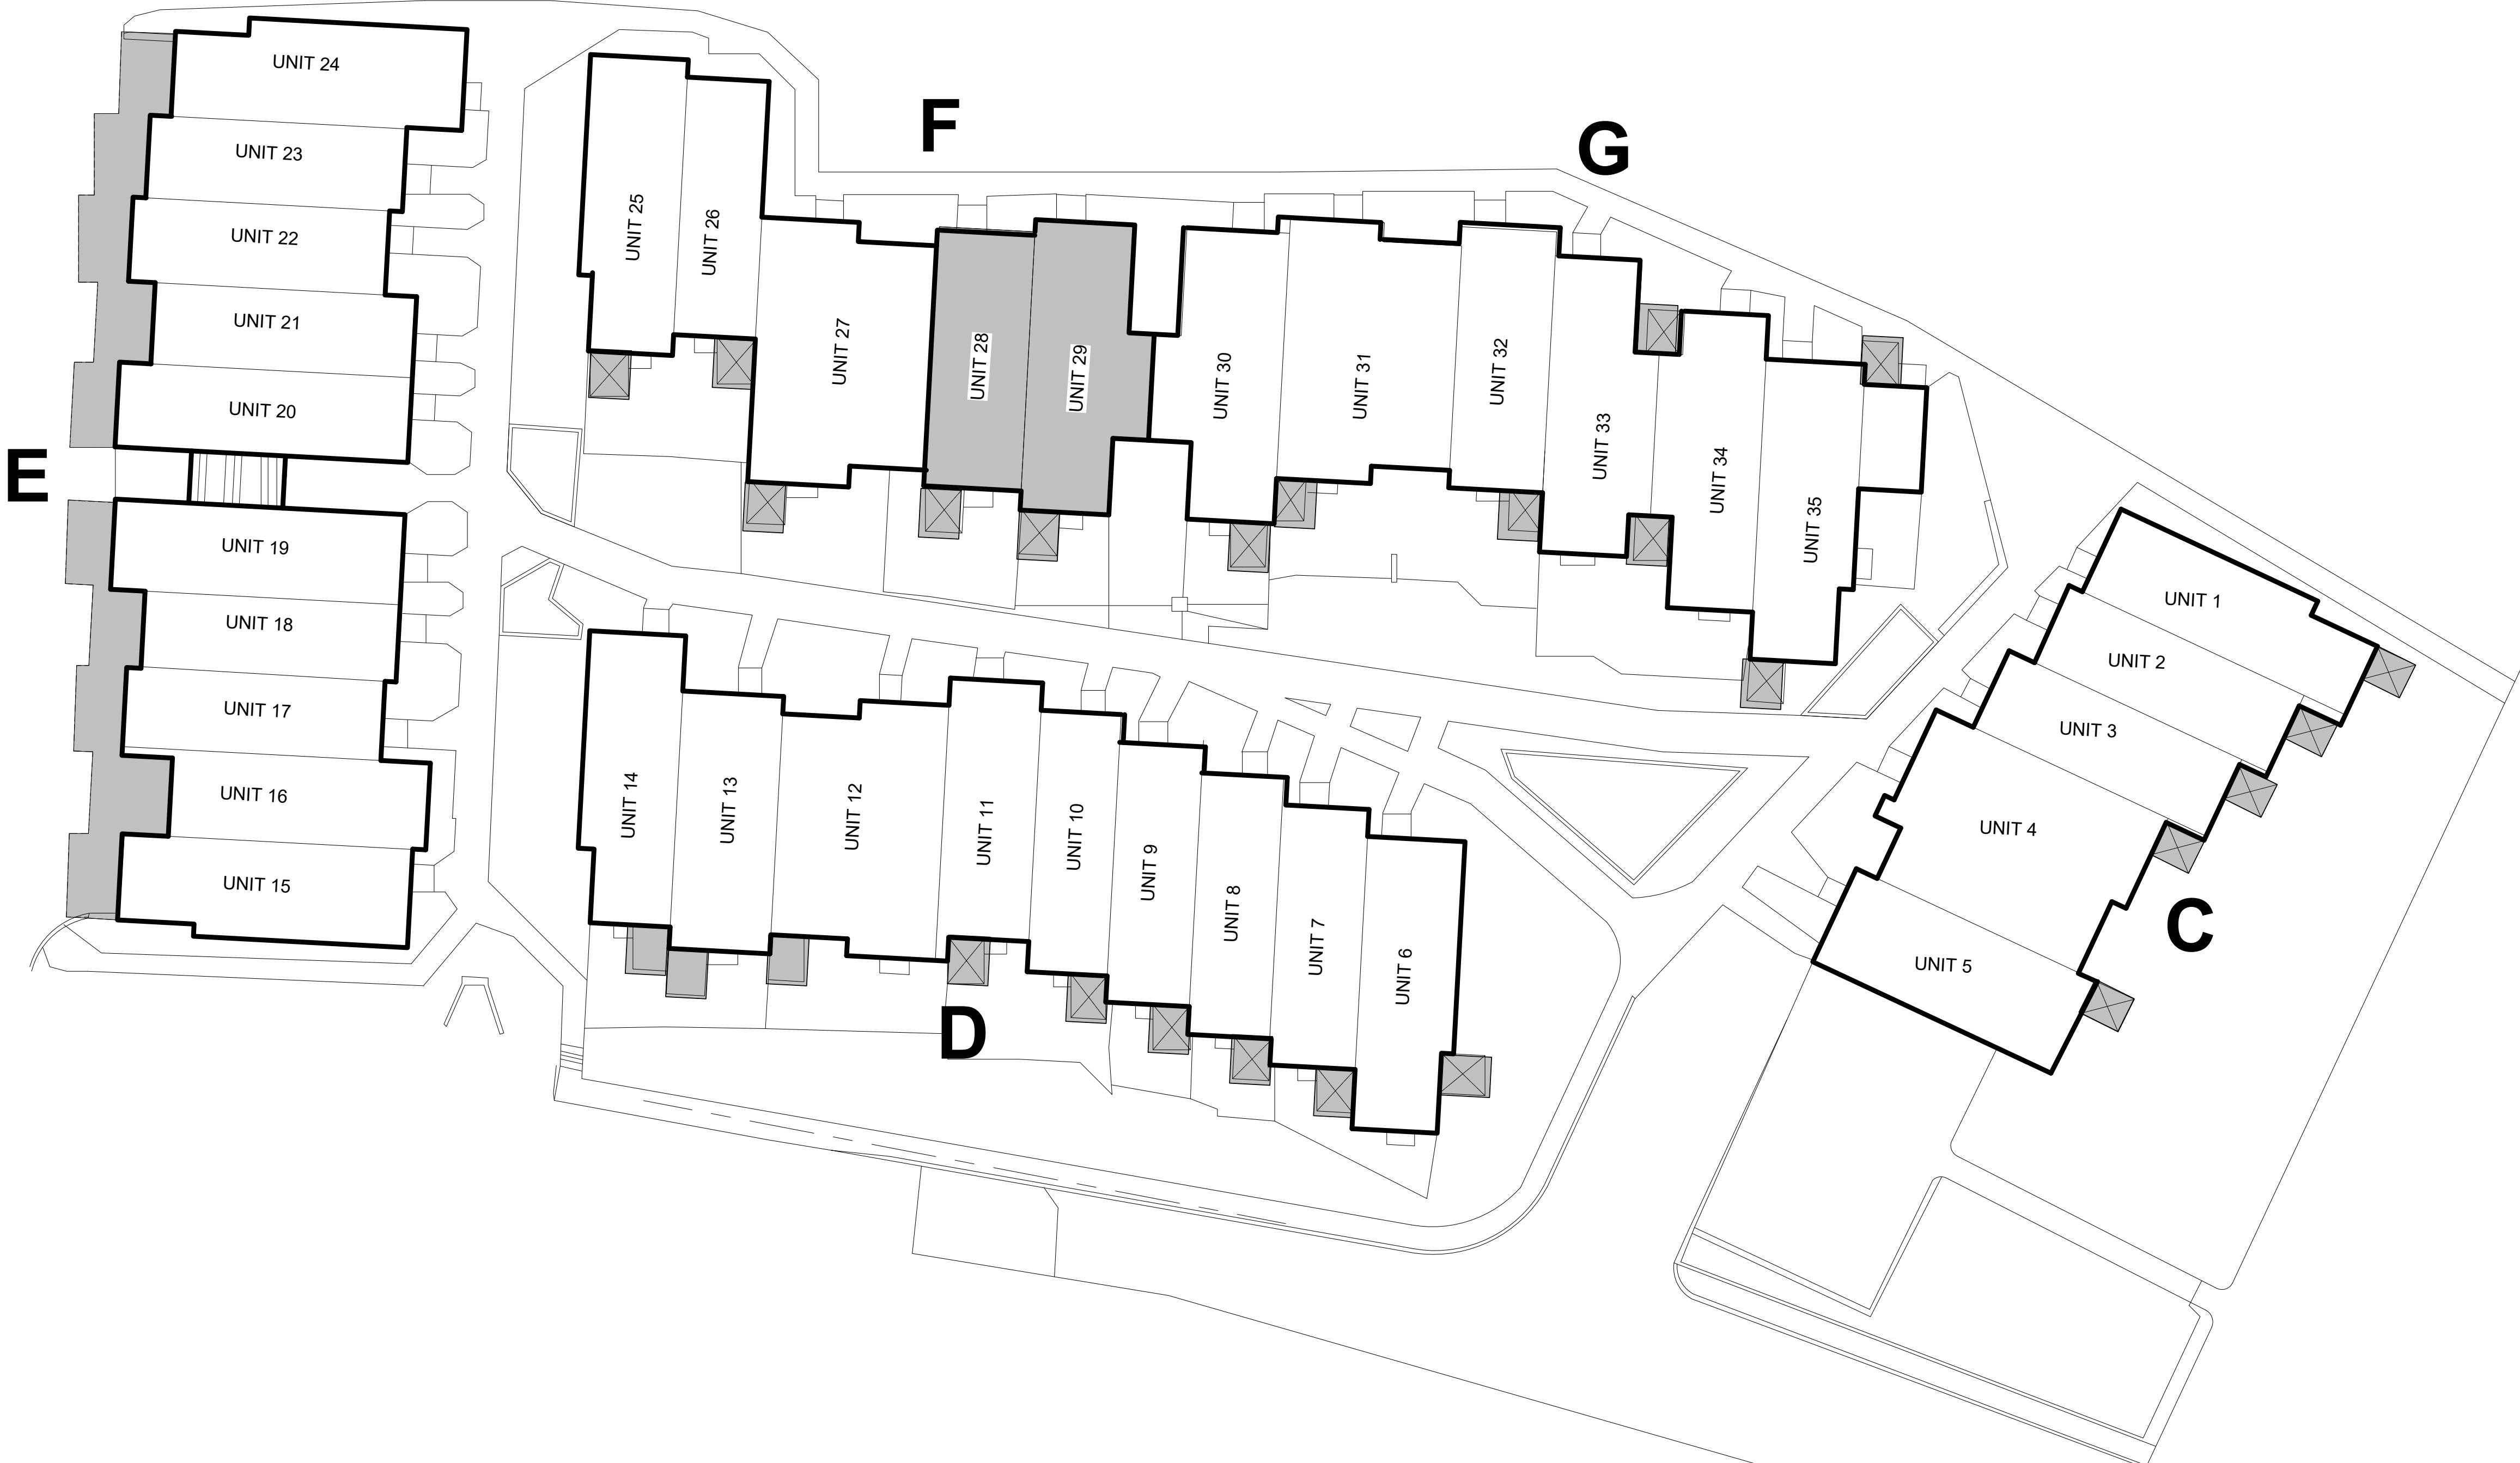 UNIT 24
UNIT 23
UNIT 22
UNIT 21
UNIT 20
E
UNIT 19
UNIT 18
UNIT 17
UNIT 16
UNIT 15
F
G
UNIT 25
UNIT 26
UNIT 27
UNIT 28
UNIT 29
UNIT 30
UNIT 31
UNIT 32
UNIT 33
UNIT 34
UNIT 35
UNIT 14
UNIT 13
UNIT 12
UNIT 11
UNIT 10
UNIT 9
UNIT 8
UNIT 7
UNIT 6
D
UNIT 1
UNIT 2
UNIT 3
UNIT 4
UNIT 5
C